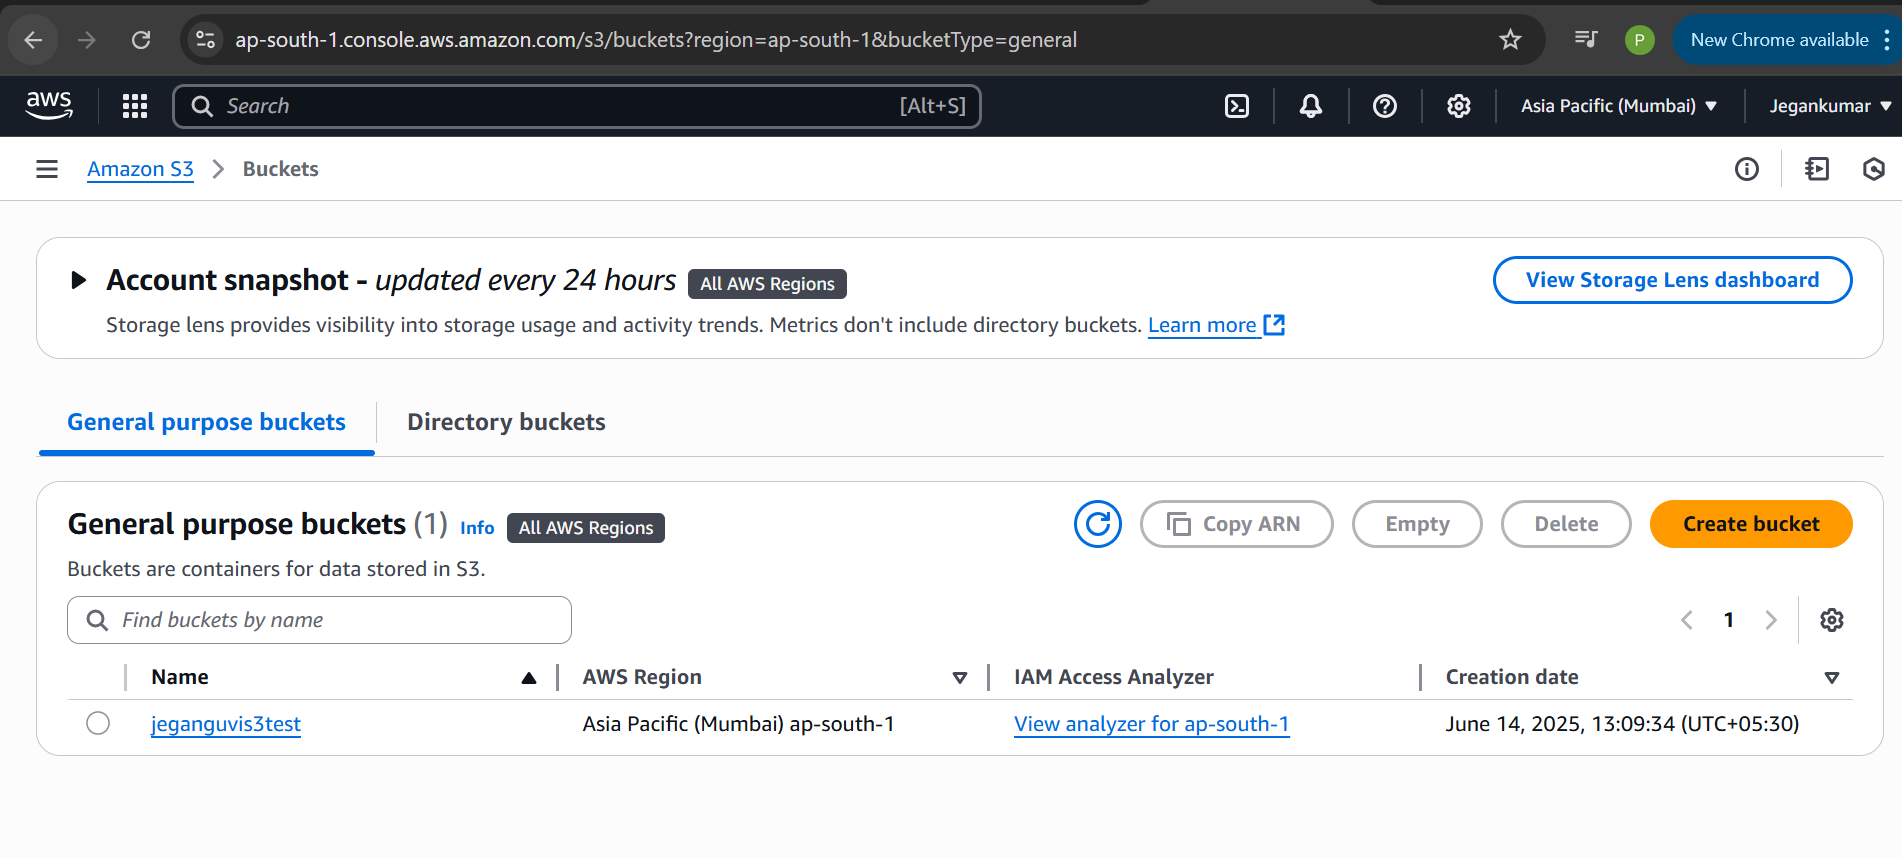 ap-south-1.console.aws.amazon.com/s3/buckets?region=ap-south-1&bucketType=general
P
New Chrome available
aws
Search
[Alt+S]
Asia Pacific (Mumbai)
Jegankumar
Amazon S3
Buckets
Account snapshot - updated every 24 hours
All AWS Regions
View Storage Lens dashboard
Storage lens provides visibility into storage usage and activity trends. Metrics don't include directory buckets. Learn more
General purpose buckets
Directory buckets
General purpose buckets (1)
Info
All AWS Regions
Copy ARN
Empty
Delete
Create bucket
Buckets are containers for data stored in S3.
Find buckets by name
1
Name
AWS Region
IAM Access Analyzer
Creation date
jeganguvis3test
Asia Pacific (Mumbai) ap-south-1
View analyzer for ap-south-1
June 14, 2025, 13:09:34 (UTC+05:30)